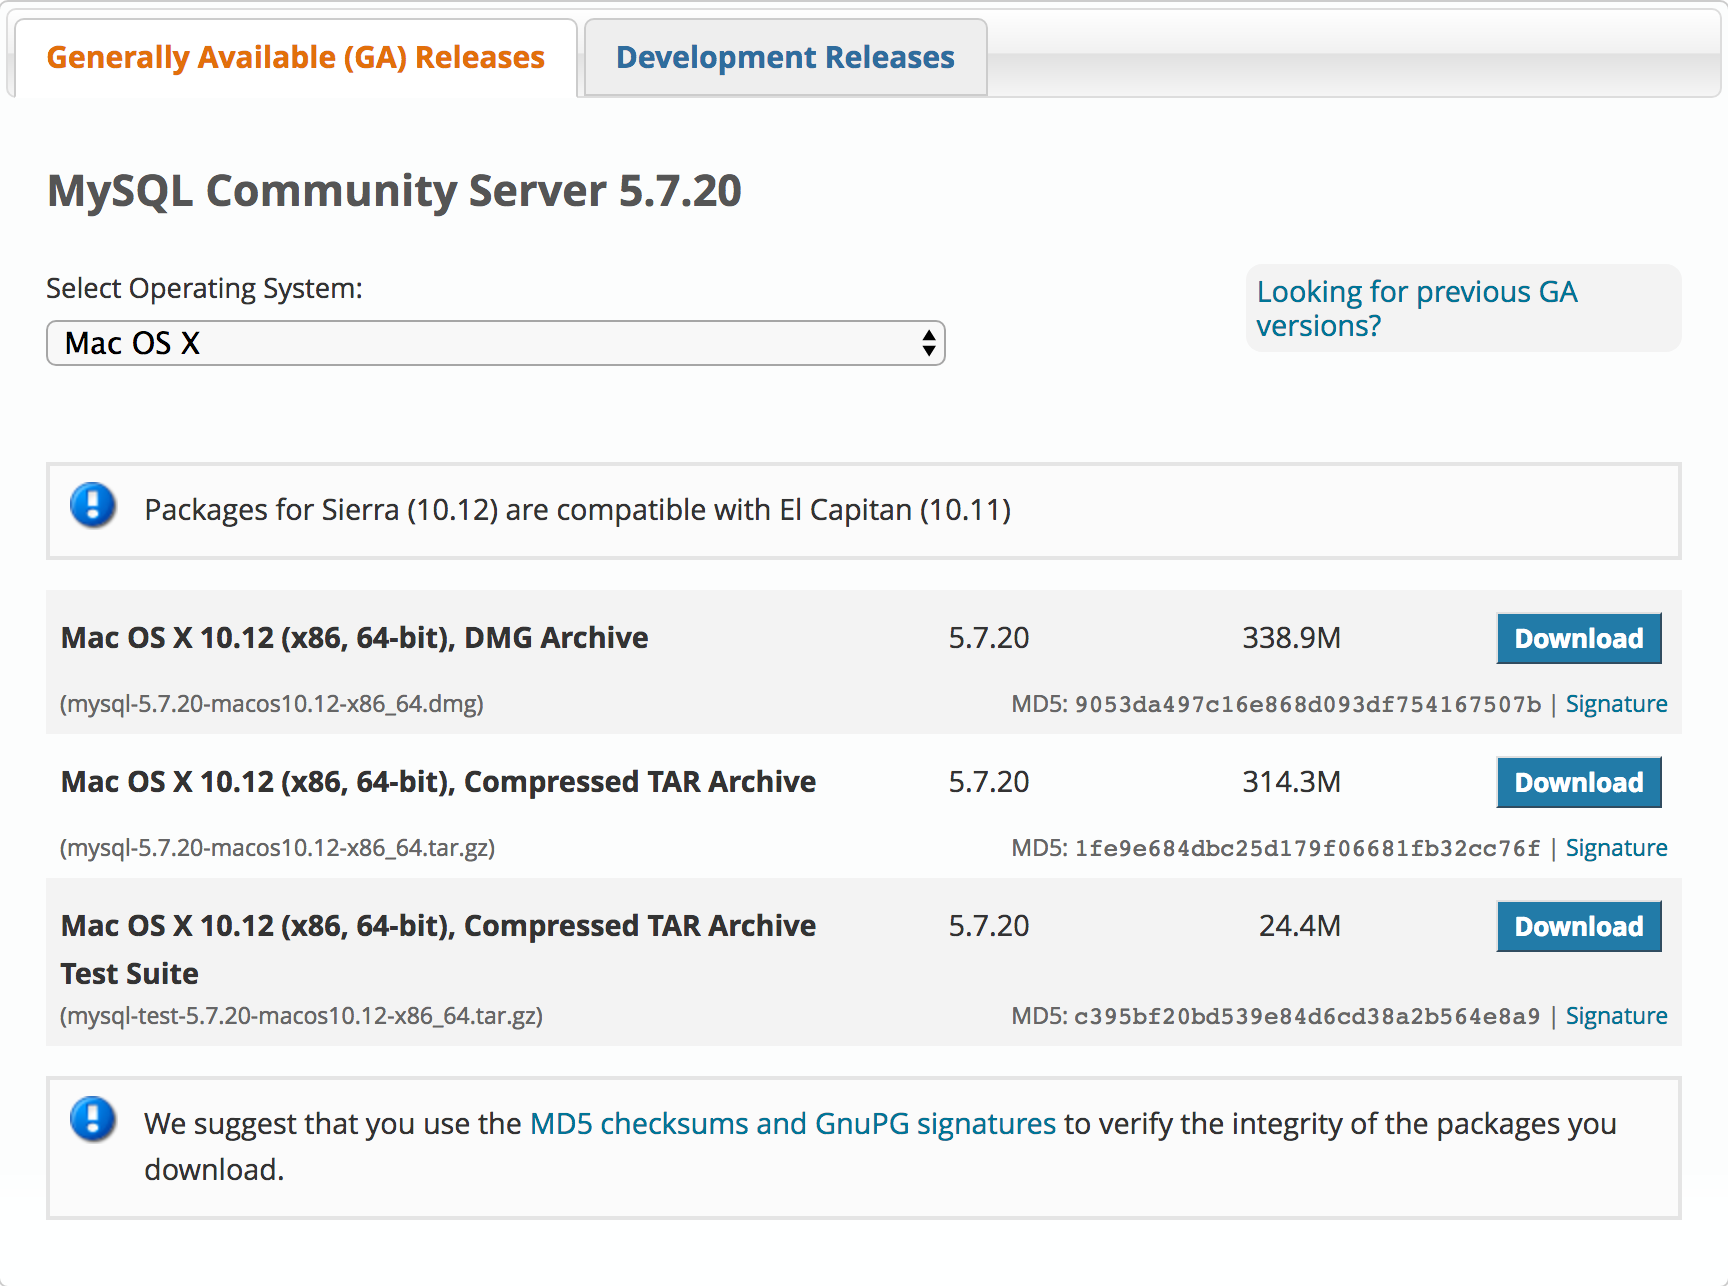 Generally Available (GA) Releases
Development Releases
MySQL Community Server 5.7.20
Select Operating System:
Mac OS X
Looking for previous GA
versions?
Packages for Sierra (10.12) are compatible with El Capitan (10.11)
Mac OS X 10.12 (x86, 64-bit), DMG Archive 5.7.20 338.9M Download
(mysql-5.7.20-macos10.12-x86_64.dmg) MD5: 9053da497c16e868d093df754167507b | Signature
Mac OS X 10.12 (x86, 64-bit), Compressed TAR Archive 5.7.20 314.3M Download
(mysql-5.7.20-macos10.12-x86_64.tar.gz) MD5: 1fe9e684dbc25d179f06681fb32cc76f | Signature
Mac OS X 10.12 (x86, 64-bit), Compressed TAR Archive 5.7.20 24.4M Download
Test Suite
(mysql-test-5.7.20-macos10.12-x86_64.tar.gz) MD5: c395bf20bd539e84d6cd38a2b564e8a9 | Signature
We suggest that you use the MD5 checksums and GnuPG signatures to verify the integrity of the packages you
download.